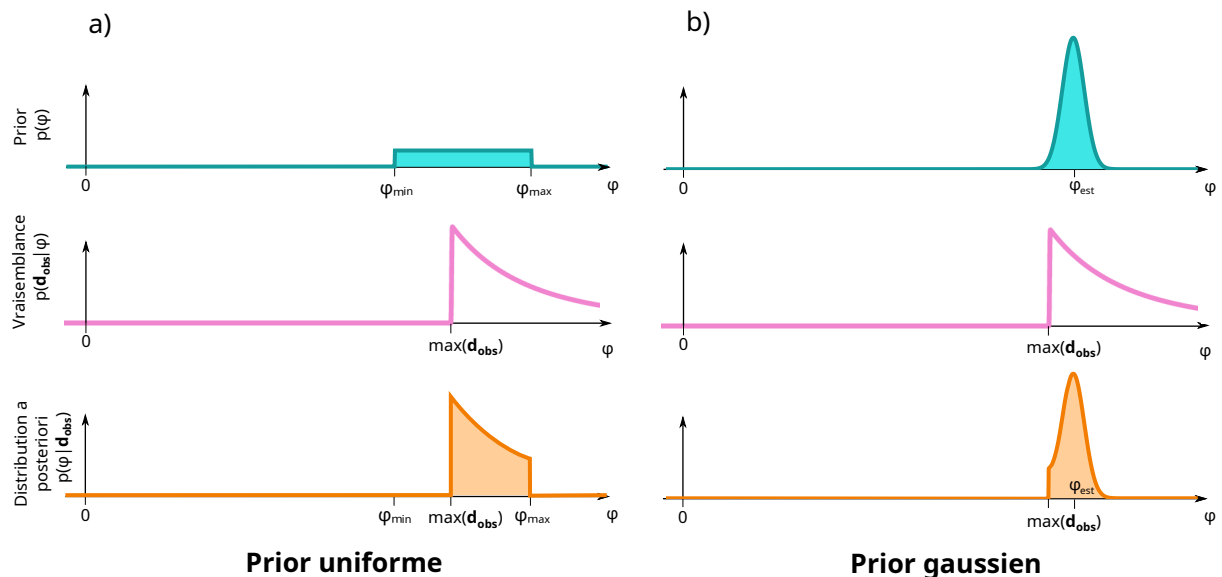 a)
Prior
p(φ)
0
φmin
φmax
φ
Vraisemblance
p(dobs|φ)
0
max(dobs)
φ
Distribution a
posteriori
p(φ | dobs)
0
φmin
max(dobs)
φmax
φ
Prior uniforme
b)
0
φest
φ
0
max(dobs)
φ
φest
0
max(dobs)
φ
Prior gaussien